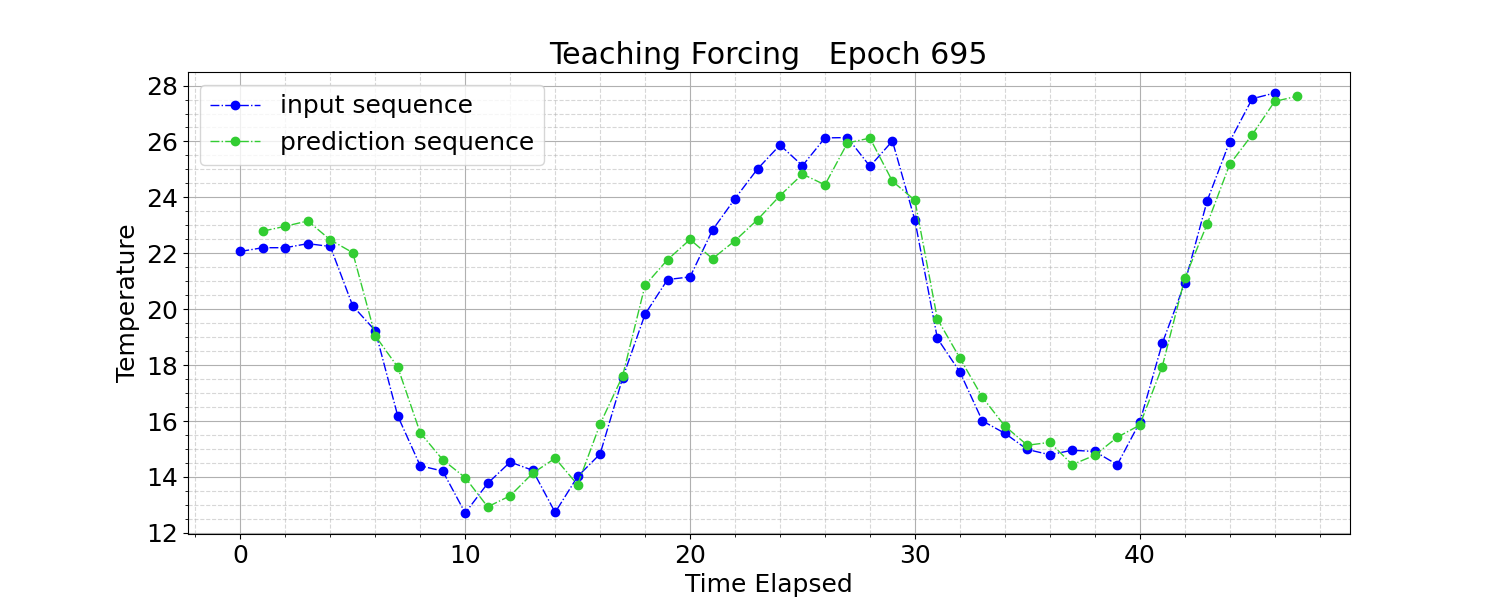 Teaching Forcing   Epoch 695
input sequence
prediction sequence
Temperature
28
26
24
22
20
18
16
14
12
0 10 20 30 40
Time Elapsed